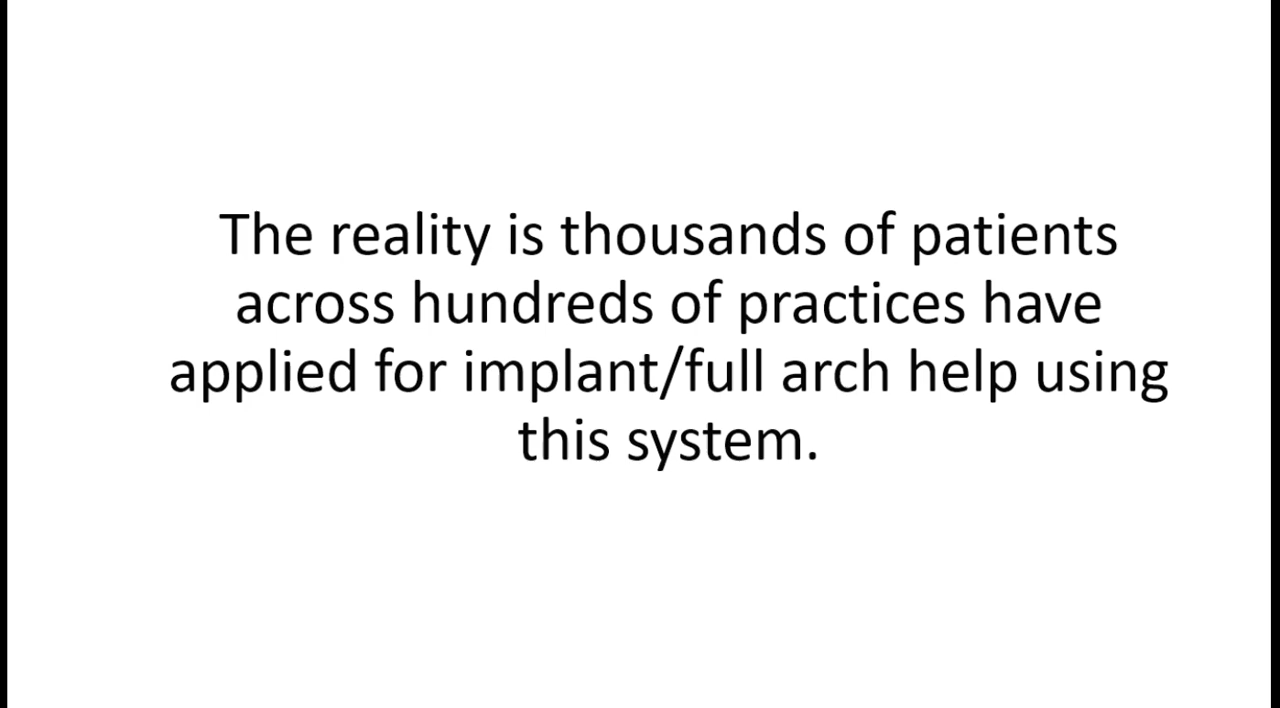 The reality is thousands of patients
across hundreds of practices have
applied for implant/full arch help using
this system.